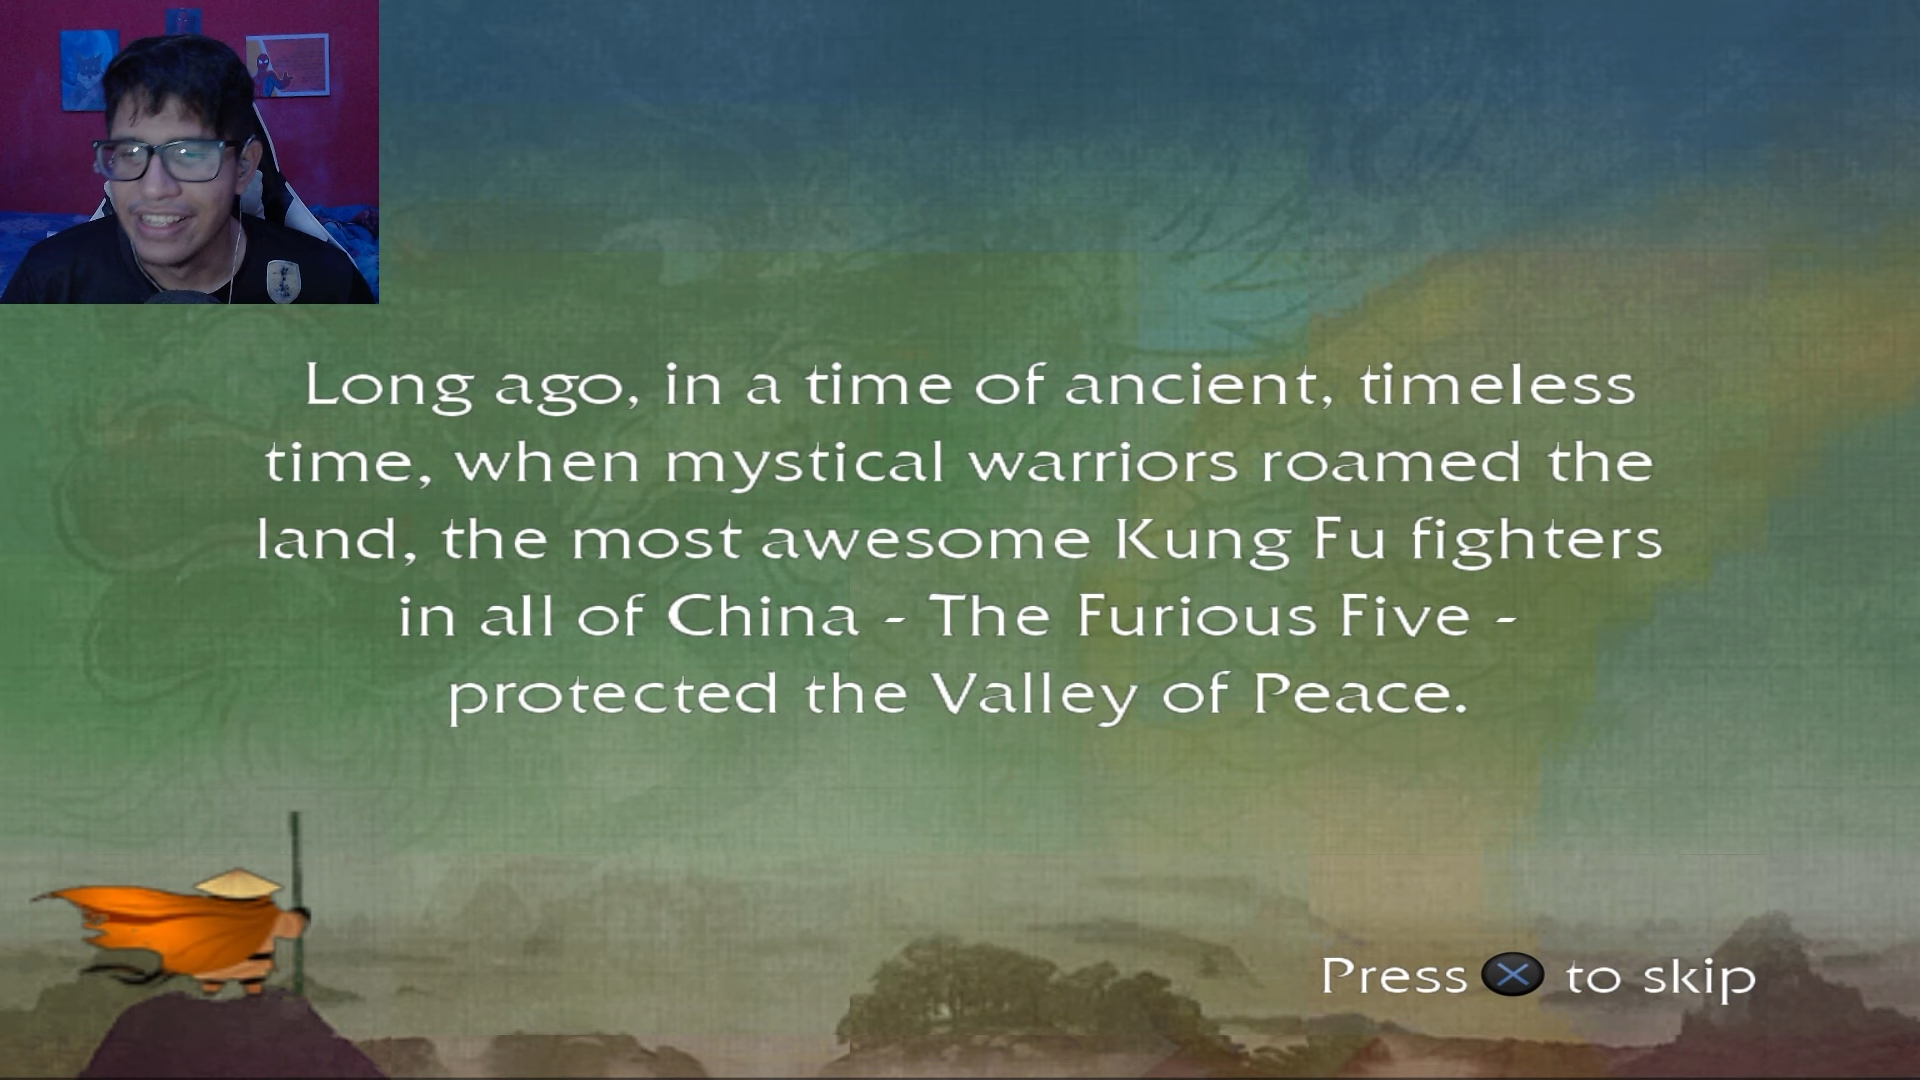 Long ago, in a time of ancient, timeless
time, when mystical warriors roamed the
land, the most awesome Kung Fu fighters
in all of China - The Furious Five -
protected the Valley of Peace.
Press to skip